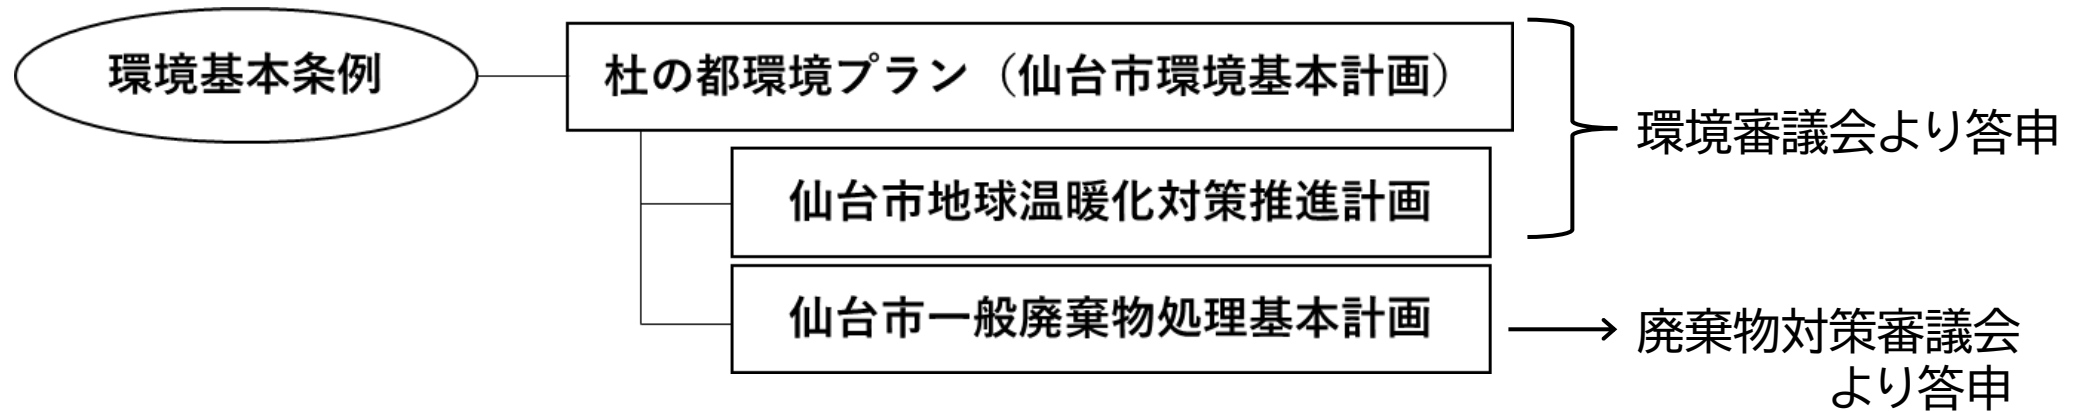 環境基本条例
杜の都環境プラン（仙台市環境基本計画）
環境審議会より答申
仙台市地球温暖化対策推進計画
仙台市一般廃棄物処理基本計画
廃棄物対策審議会
より答申